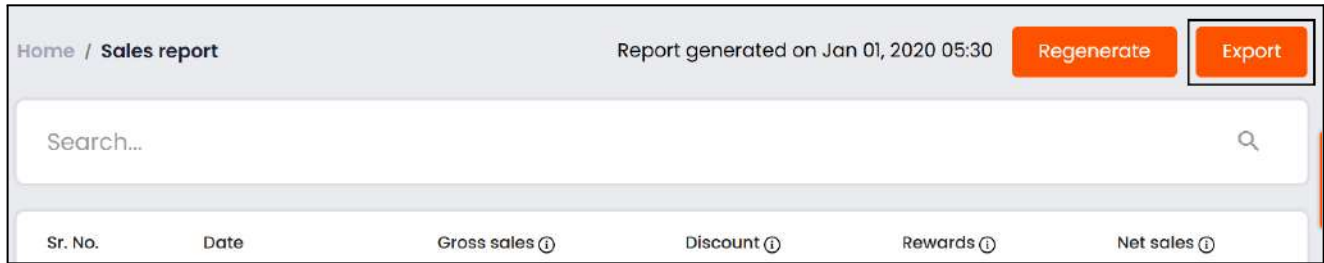 Home / Sales report Report generated on Jan 01, 2020 05:30 Regenerate Export
Search...
Sr. No. Date Gross sales Discount Rewards Net sales